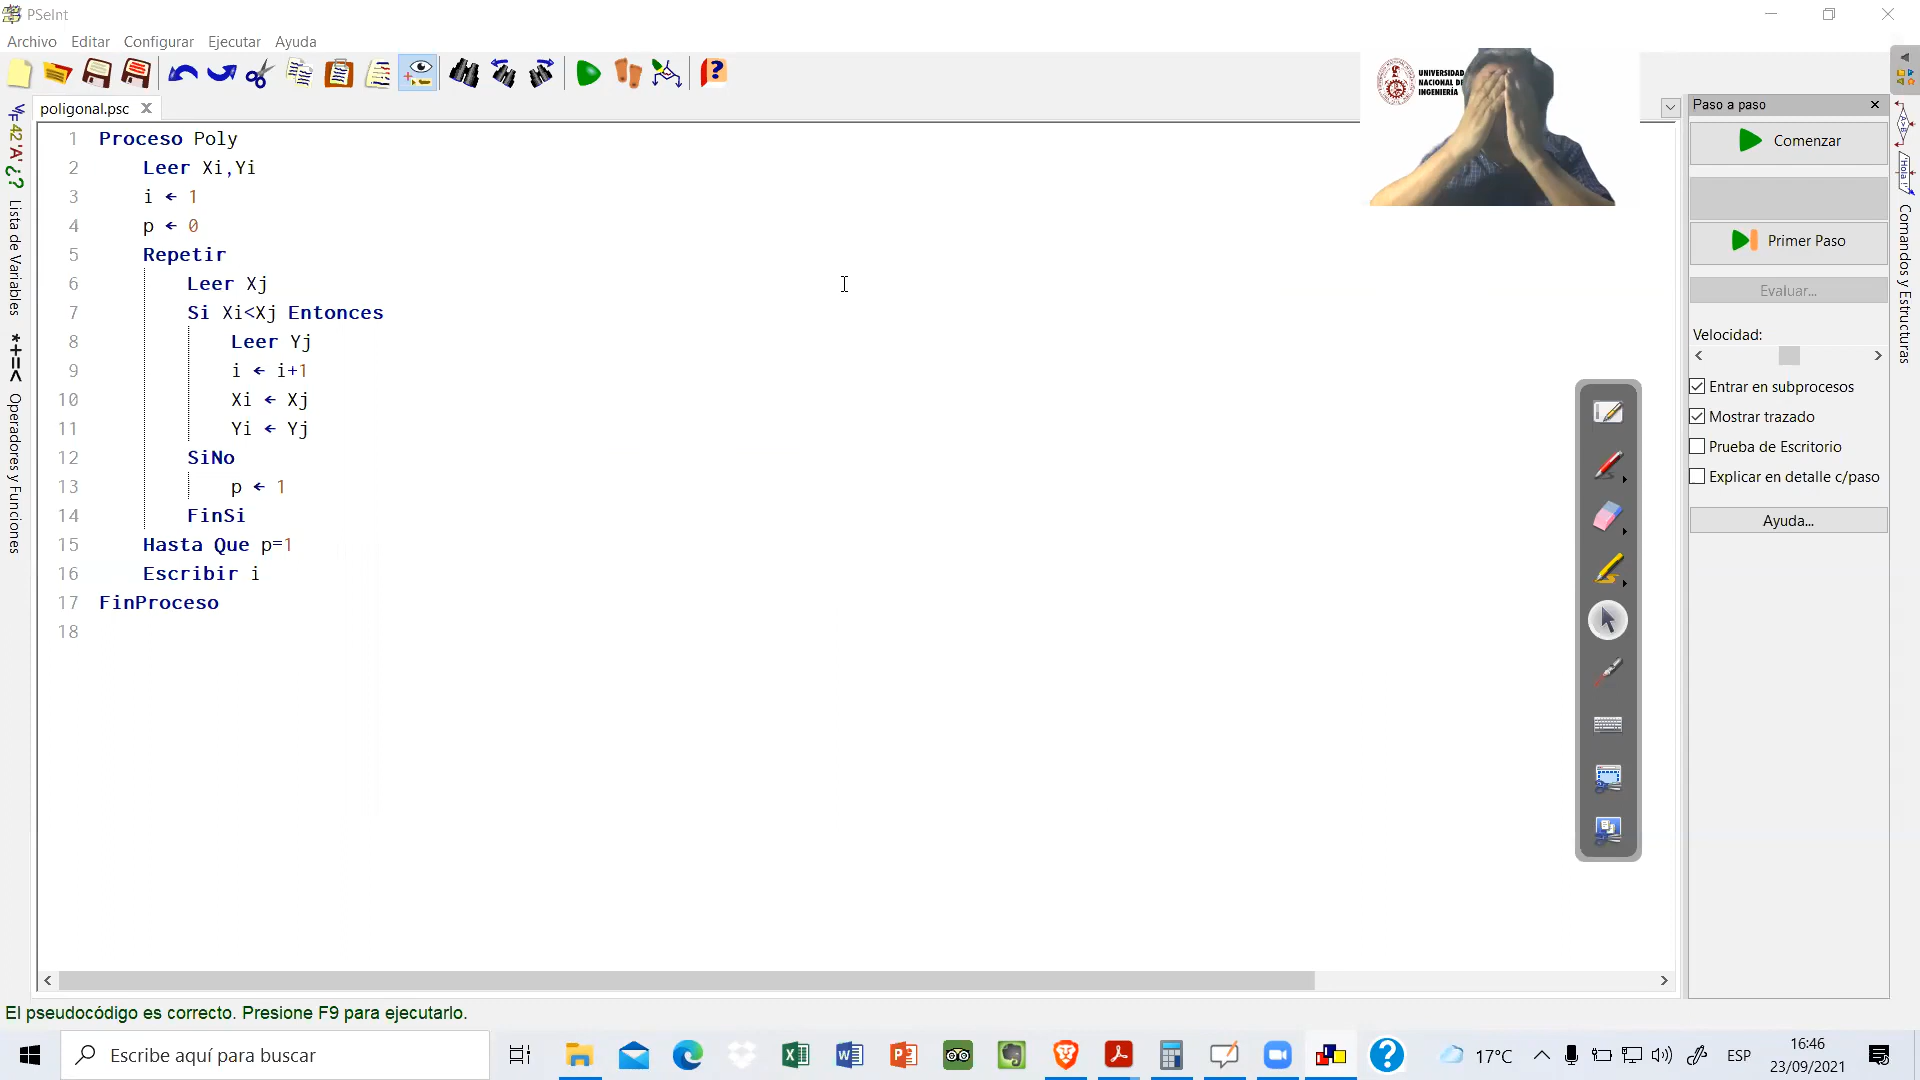 PSeInt
Archivo Editar Configurar Ejecutar Ayuda
UNIVERSIDAD
NACIONAL DE
INGENIERÍA
poligonal.psc
Paso a paso
1 Proceso Poly
2 Leer Xi,Yi
3 i ← 1
4 p ← 0
5 Repetir
6 Leer Xj
7 Si Xi<Xj Entonces
8 Leer Yj
9 i ← i+1
10 Xi ← Xj
11 Yi ← Yj
12 SiNo
13 p ← 1
14 FinSi
15 Hasta Que p=1
16 Escribir i
17 FinProceso
18
Lista de Variables
*+=< Operadores y Funciones
Comenzar
Primer Paso
Evaluar...
Velocidad:
Entrar en subprocesos
Mostrar trazado
Prueba de Escritorio
Explicar en detalle c/paso
Ayuda...
Comandos y Estructuras
El pseudocódigo es correcto. Presione F9 para ejecutarlo.
Escribe aquí para buscar
17°C
ESP
16:46
23/09/2021